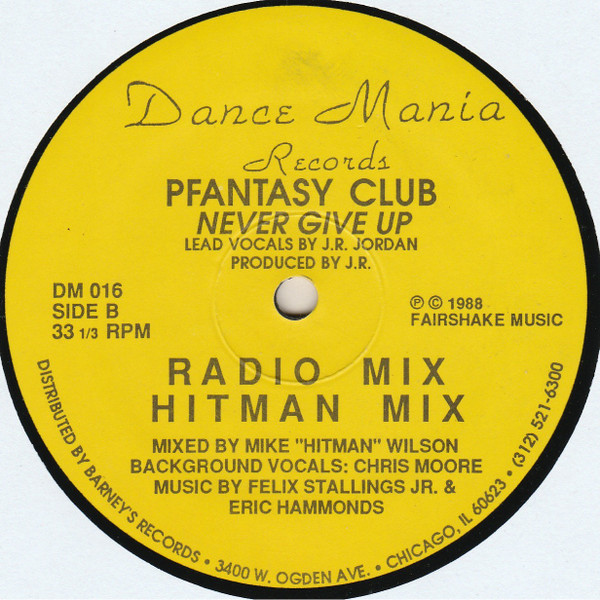 Dance Mania
Records
PFANTASY CLUB
NEVER GIVE UP
LEAD VOCALS BY J.R. JORDAN
PRODUCED BY J.R.
DM 016
SIDE B
33 1/3 RPM
℗ © 1988
FAIRSHAKE MUSIC
RADIO MIX
HITMAN MIX
MIXED BY MIKE "HITMAN" WILSON
BACKGROUND VOCALS: CHRIS MOORE
MUSIC BY FELIX STALLINGS JR. &
ERIC HAMMONDS
DISTRIBUTED BY BARNEY'S RECORDS • 3400 W. OGDEN AVE. • CHICAGO, IL 60623 • (312) 521-6300